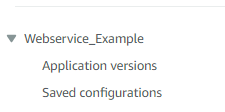 Webservice_Example
Application versions
Saved configurations